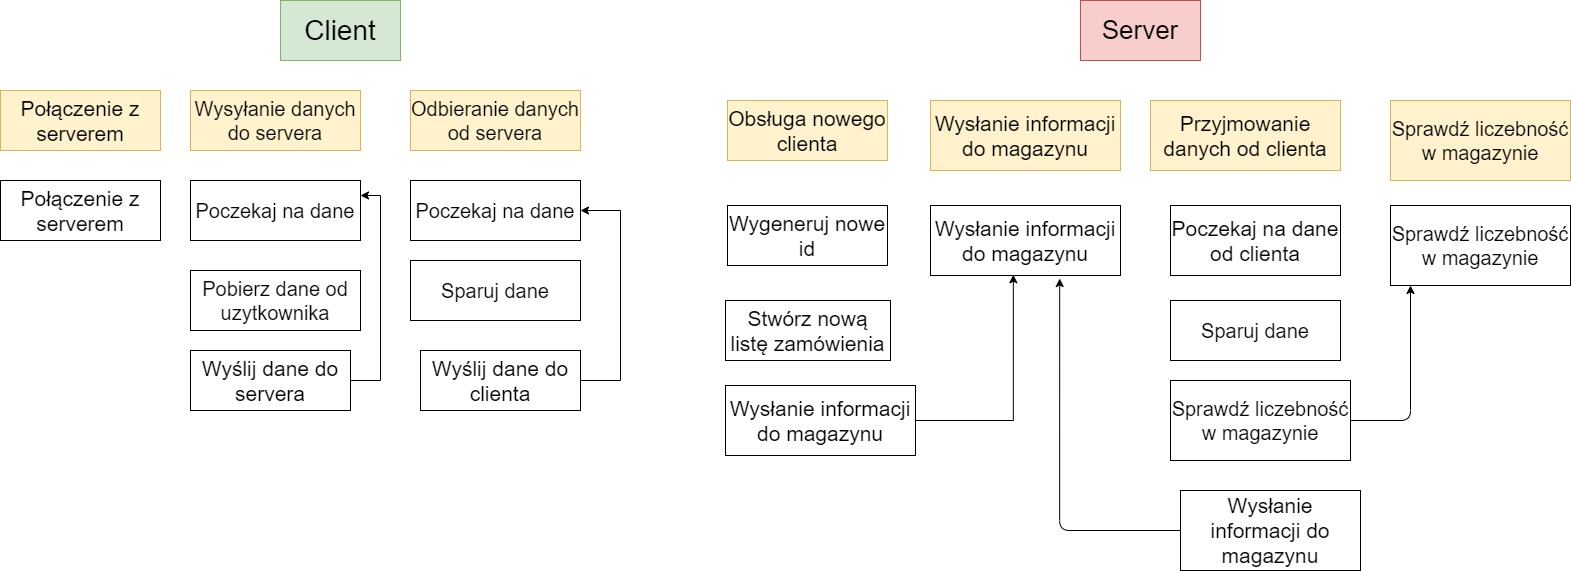 Client
Server
Połączenie z
serverem
Wysyłanie danych
do servera
Odbieranie danych
od servera
Obsługa nowego
clienta
Wysłanie informacji
do magazynu
Przyjmowanie
danych od clienta
Sprawdź liczebność
w magazynie
Połączenie z
serverem
Poczekaj na dane
Pobierz dane od
uzytkownika
Wyślij dane do
servera
Poczekaj na dane
Sparuj dane
Wyślij dane do
clienta
Wygeneruj nowe
id
Stwórz nową
listę zamówienia
Wysłanie informacji
do magazynu
Wysłanie informacji
do magazynu
Poczekaj na dane
od clienta
Sparuj dane
Sprawdź liczebność
w magazynie
Wysłanie
informacji do
magazynu
Sprawdź liczebność
w magazynie